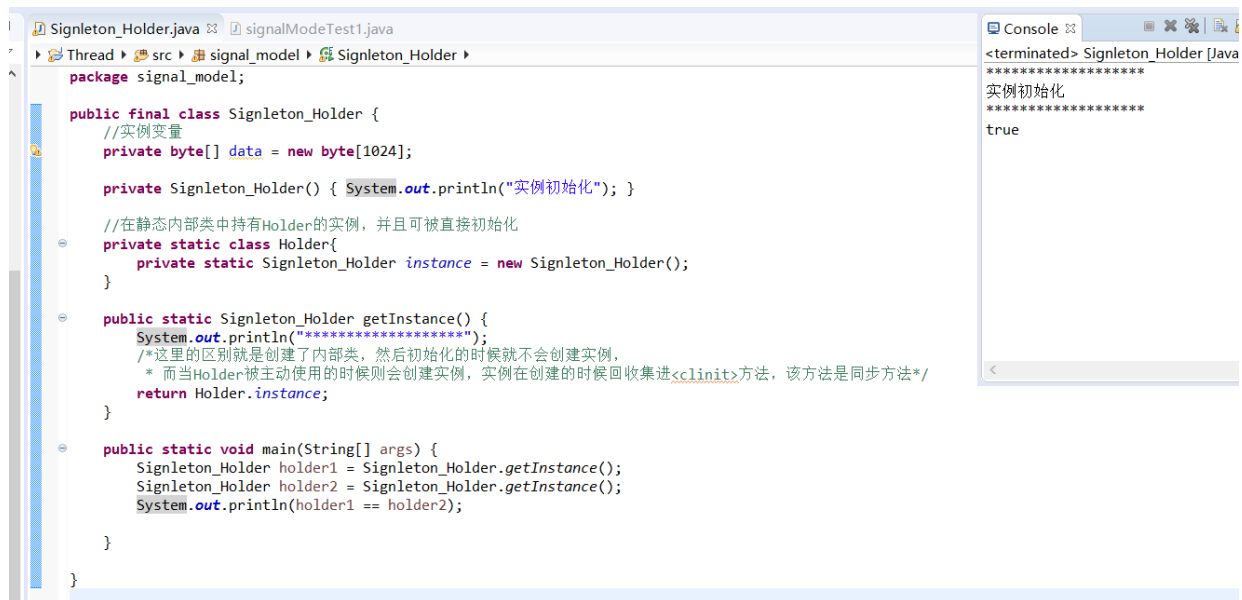 Signleton_Holder.java signalModeTest1.java
Thread src signal_model Signleton_Holder
package signal_model;
public final class Signleton_Holder {
//实例变量
private byte[] data = new byte[1024];
private Signleton_Holder() { System.out.println("实例初始化"); }
//在静态内部类中持有Holder的实例，并且可被直接初始化
private static class Holder{
private static Signleton_Holder instance = new Signleton_Holder();
}
public static Signleton_Holder getInstance() {
System.out.println("*******************");
/*这里的区别就是创建了内部类，然后初始化的时候就不会创建实例，
* 而当Holder被主动使用的时候则会创建实例，实例在创建的时候回收集进<clinit>方法，该方法是同步方法*/
return Holder.instance;
}
public static void main(String[] args) {
Signleton_Holder holder1 = Signleton_Holder.getInstance();
Signleton_Holder holder2 = Signleton_Holder.getInstance();
System.out.println(holder1 == holder2);
}
}
Console
<terminated> Signleton_Holder [Java
*******************
实例初始化
*******************
true